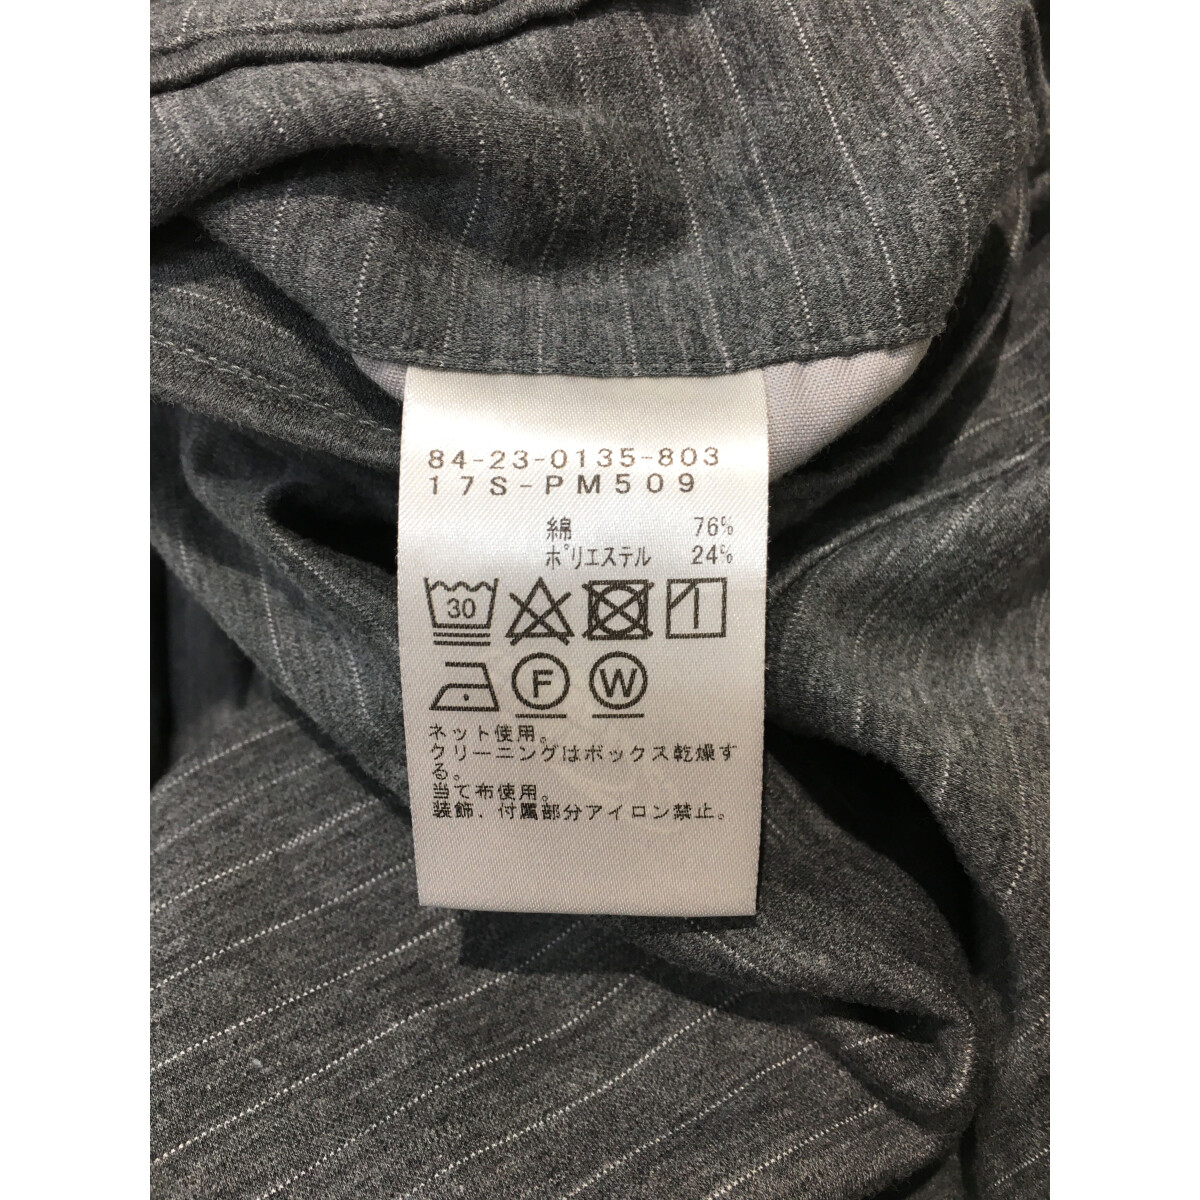 84-23-0135-803
17S-PM509
綿 76%
ポリエステル 24%
30
F W
ネット使用。
クリーニングはボックス乾燥す
る。
当て布使用。
装飾、付属部分アイロン禁止。